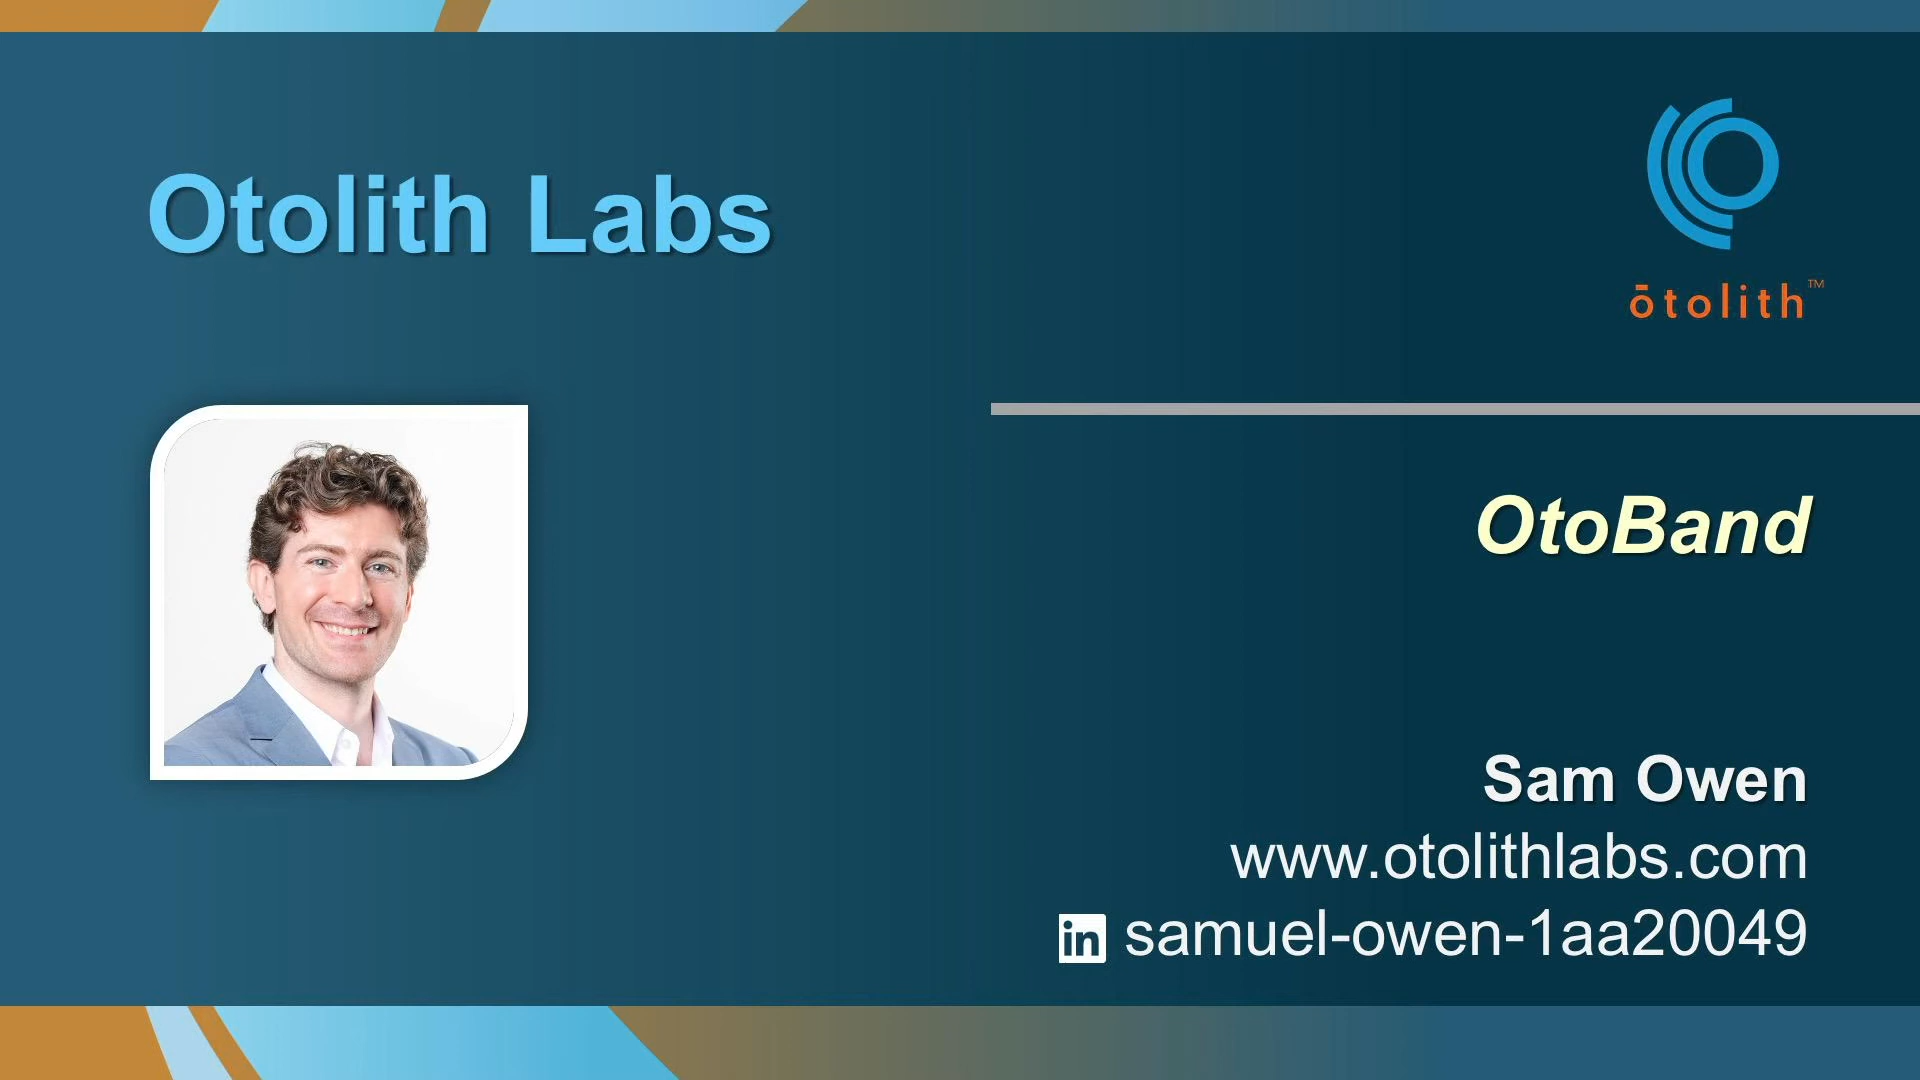 Otolith Labs
ōtolith™
OtoBand
Sam Owen
www.otolithlabs.com
in samuel-owen-1aa20049